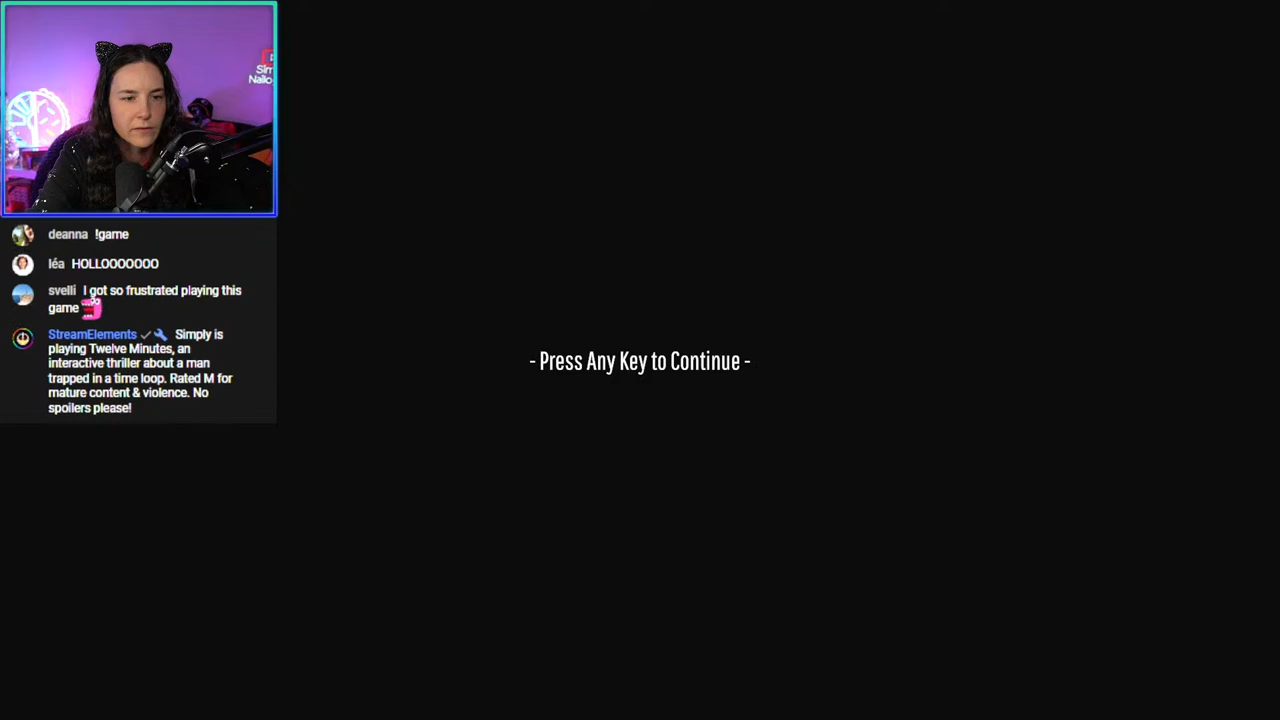 deanna !game
léa HOLLOOOOOOO
svelli I got so frustrated playing this
game
StreamElements Simply is
playing Twelve Minutes, an
interactive thriller about a man
trapped in a time loop. Rated M for
mature content & violence. No
spoilers please!
- Press Any Key to Continue -